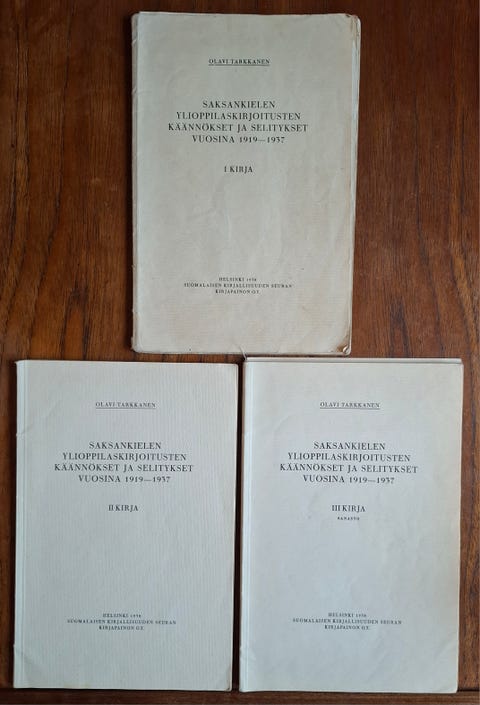 OLAVI TARKKANEN
SAKSANKIELEN
YLIOPPILASKIRJOITUSTEN
KÄÄNNÖKSET JA SELITYKSET
VUOSINA 1919—1937
I KIRJA
HELSINKI 1938
SUOMALAISEN KIRJALLISUUDEN SEURAN
KIRJAPAINON O.Y.
OLAVI TARKKANEN
SAKSANKIELEN
YLIOPPILASKIRJOITUSTEN
KÄÄNNÖKSET JA SELITYKSET
VUOSINA 1919—1937
II KIRJA
HELSINKI 1938
SUOMALAISEN KIRJALLISUUDEN SEURAN
KIRJAPAINON O.Y.
OLAVI TARKKANEN
SAKSANKIELEN
YLIOPPILASKIRJOITUSTEN
KÄÄNNÖKSET JA SELITYKSET
VUOSINA 1919—1937
III KIRJA
SANASTO
HELSINKI 1938
SUOMALAISEN KIRJALLISUUDEN SEURAN
KIRJAPAINON O.Y.